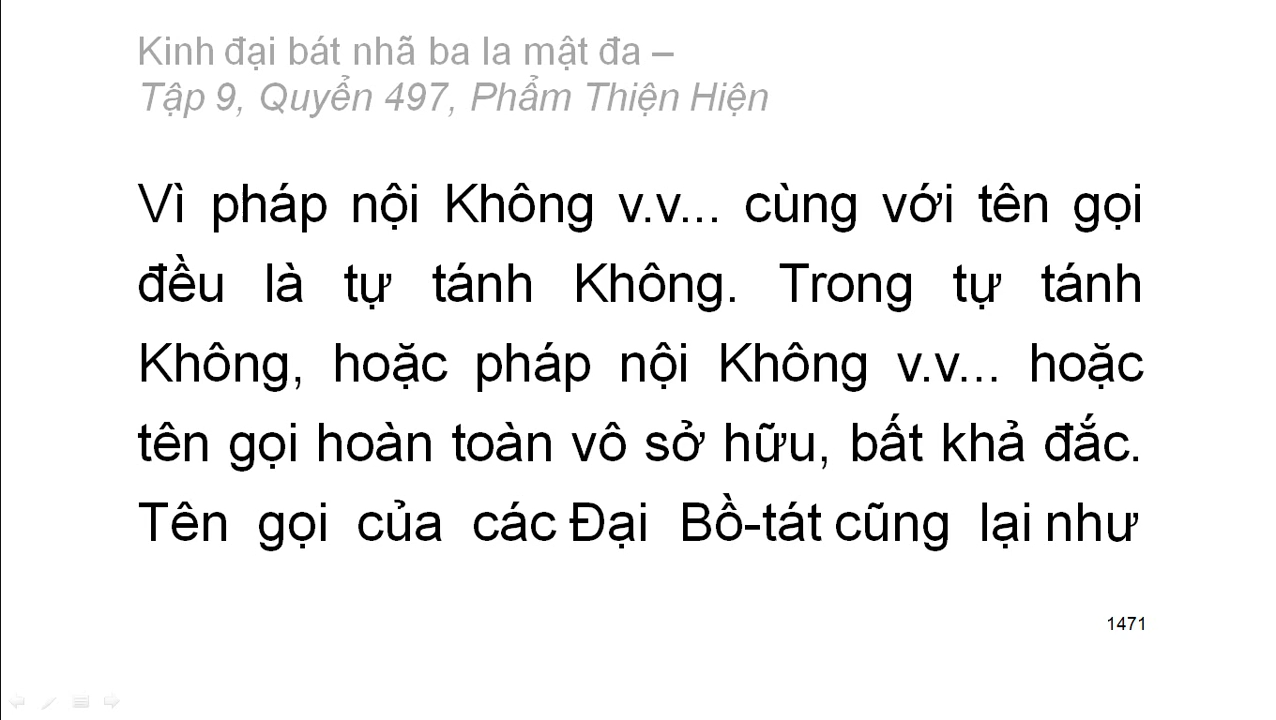 Kinh đại bát nhã ba la mật đa –
Tập 9, Quyển 497, Phẩm Thiện Hiện
Vì pháp nội Không v.v... cùng với tên gọi
đều là tự tánh Không. Trong tự tánh
Không, hoặc pháp nội Không v.v... hoặc
tên gọi hoàn toàn vô sở hữu, bất khả đắc.
Tên gọi của các Đại Bồ-tát cũng lại như
1471